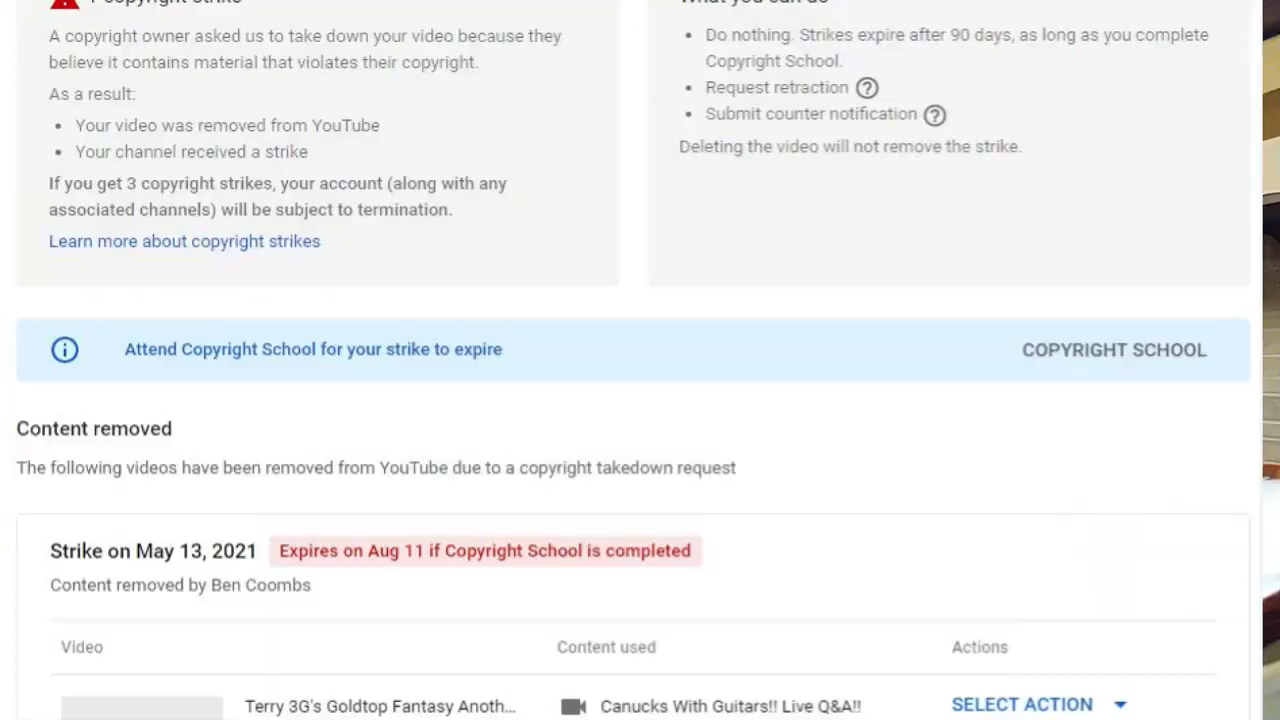 1 copyright strike
A copyright owner asked us to take down your video because they
believe it contains material that violates their copyright.
As a result:
• Your video was removed from YouTube
• Your channel received a strike
If you get 3 copyright strikes, your account (along with any
associated channels) will be subject to termination.
Learn more about copyright strikes
What you can do
• Do nothing. Strikes expire after 90 days, as long as you complete
Copyright School.
• Request retraction ?
• Submit counter notification ?
Deleting the video will not remove the strike.
Attend Copyright School for your strike to expire
COPYRIGHT SCHOOL
Content removed
The following videos have been removed from YouTube due to a copyright takedown request
Strike on May 13, 2021 Expires on Aug 11 if Copyright School is completed
Content removed by Ben Coombs
Video Content used Actions
Terry 3G's Goldtop Fantasy Anoth... Canucks With Guitars!! Live Q&A!! SELECT ACTION